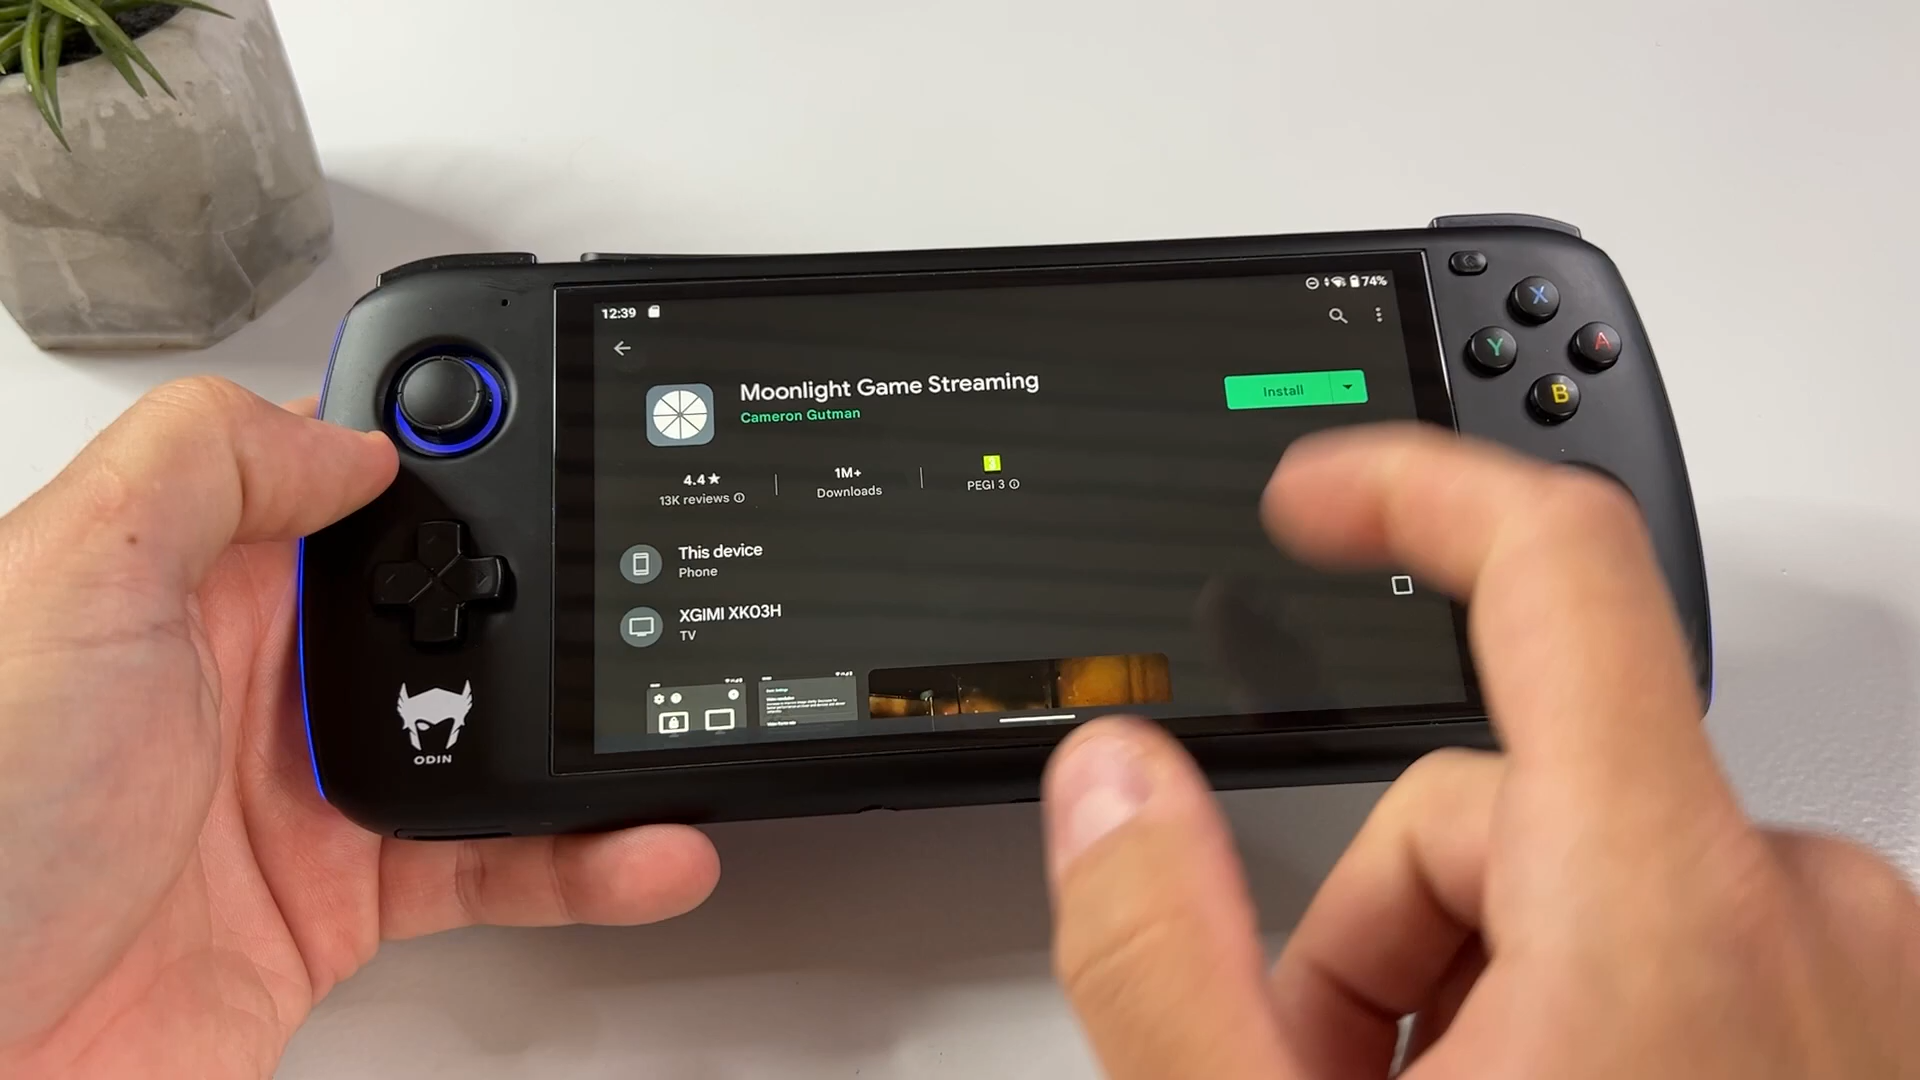 12:39
74%
Moonlight Game Streaming
Cameron Gutman
Install
4.4★
13K reviews
1M+
Downloads
3
PEGI 3
This device
Phone
XGIMI XK03H
TV
X
Y
A
B
ODIN